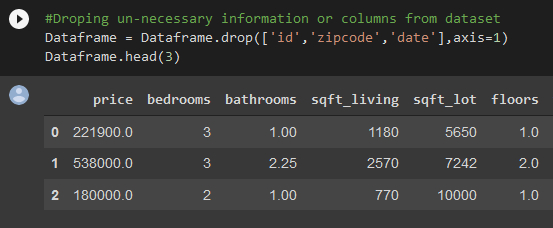 #Droping un-necessary information or columns from dataset
Dataframe = Dataframe.drop(['id','zipcode','date'],axis=1)
Dataframe.head(3)
price bedrooms bathrooms sqft_living sqft_lot floors
0 221900.0 3 1.00 1180 5650 1.0
1 538000.0 3 2.25 2570 7242 2.0
2 180000.0 2 1.00 770 10000 1.0